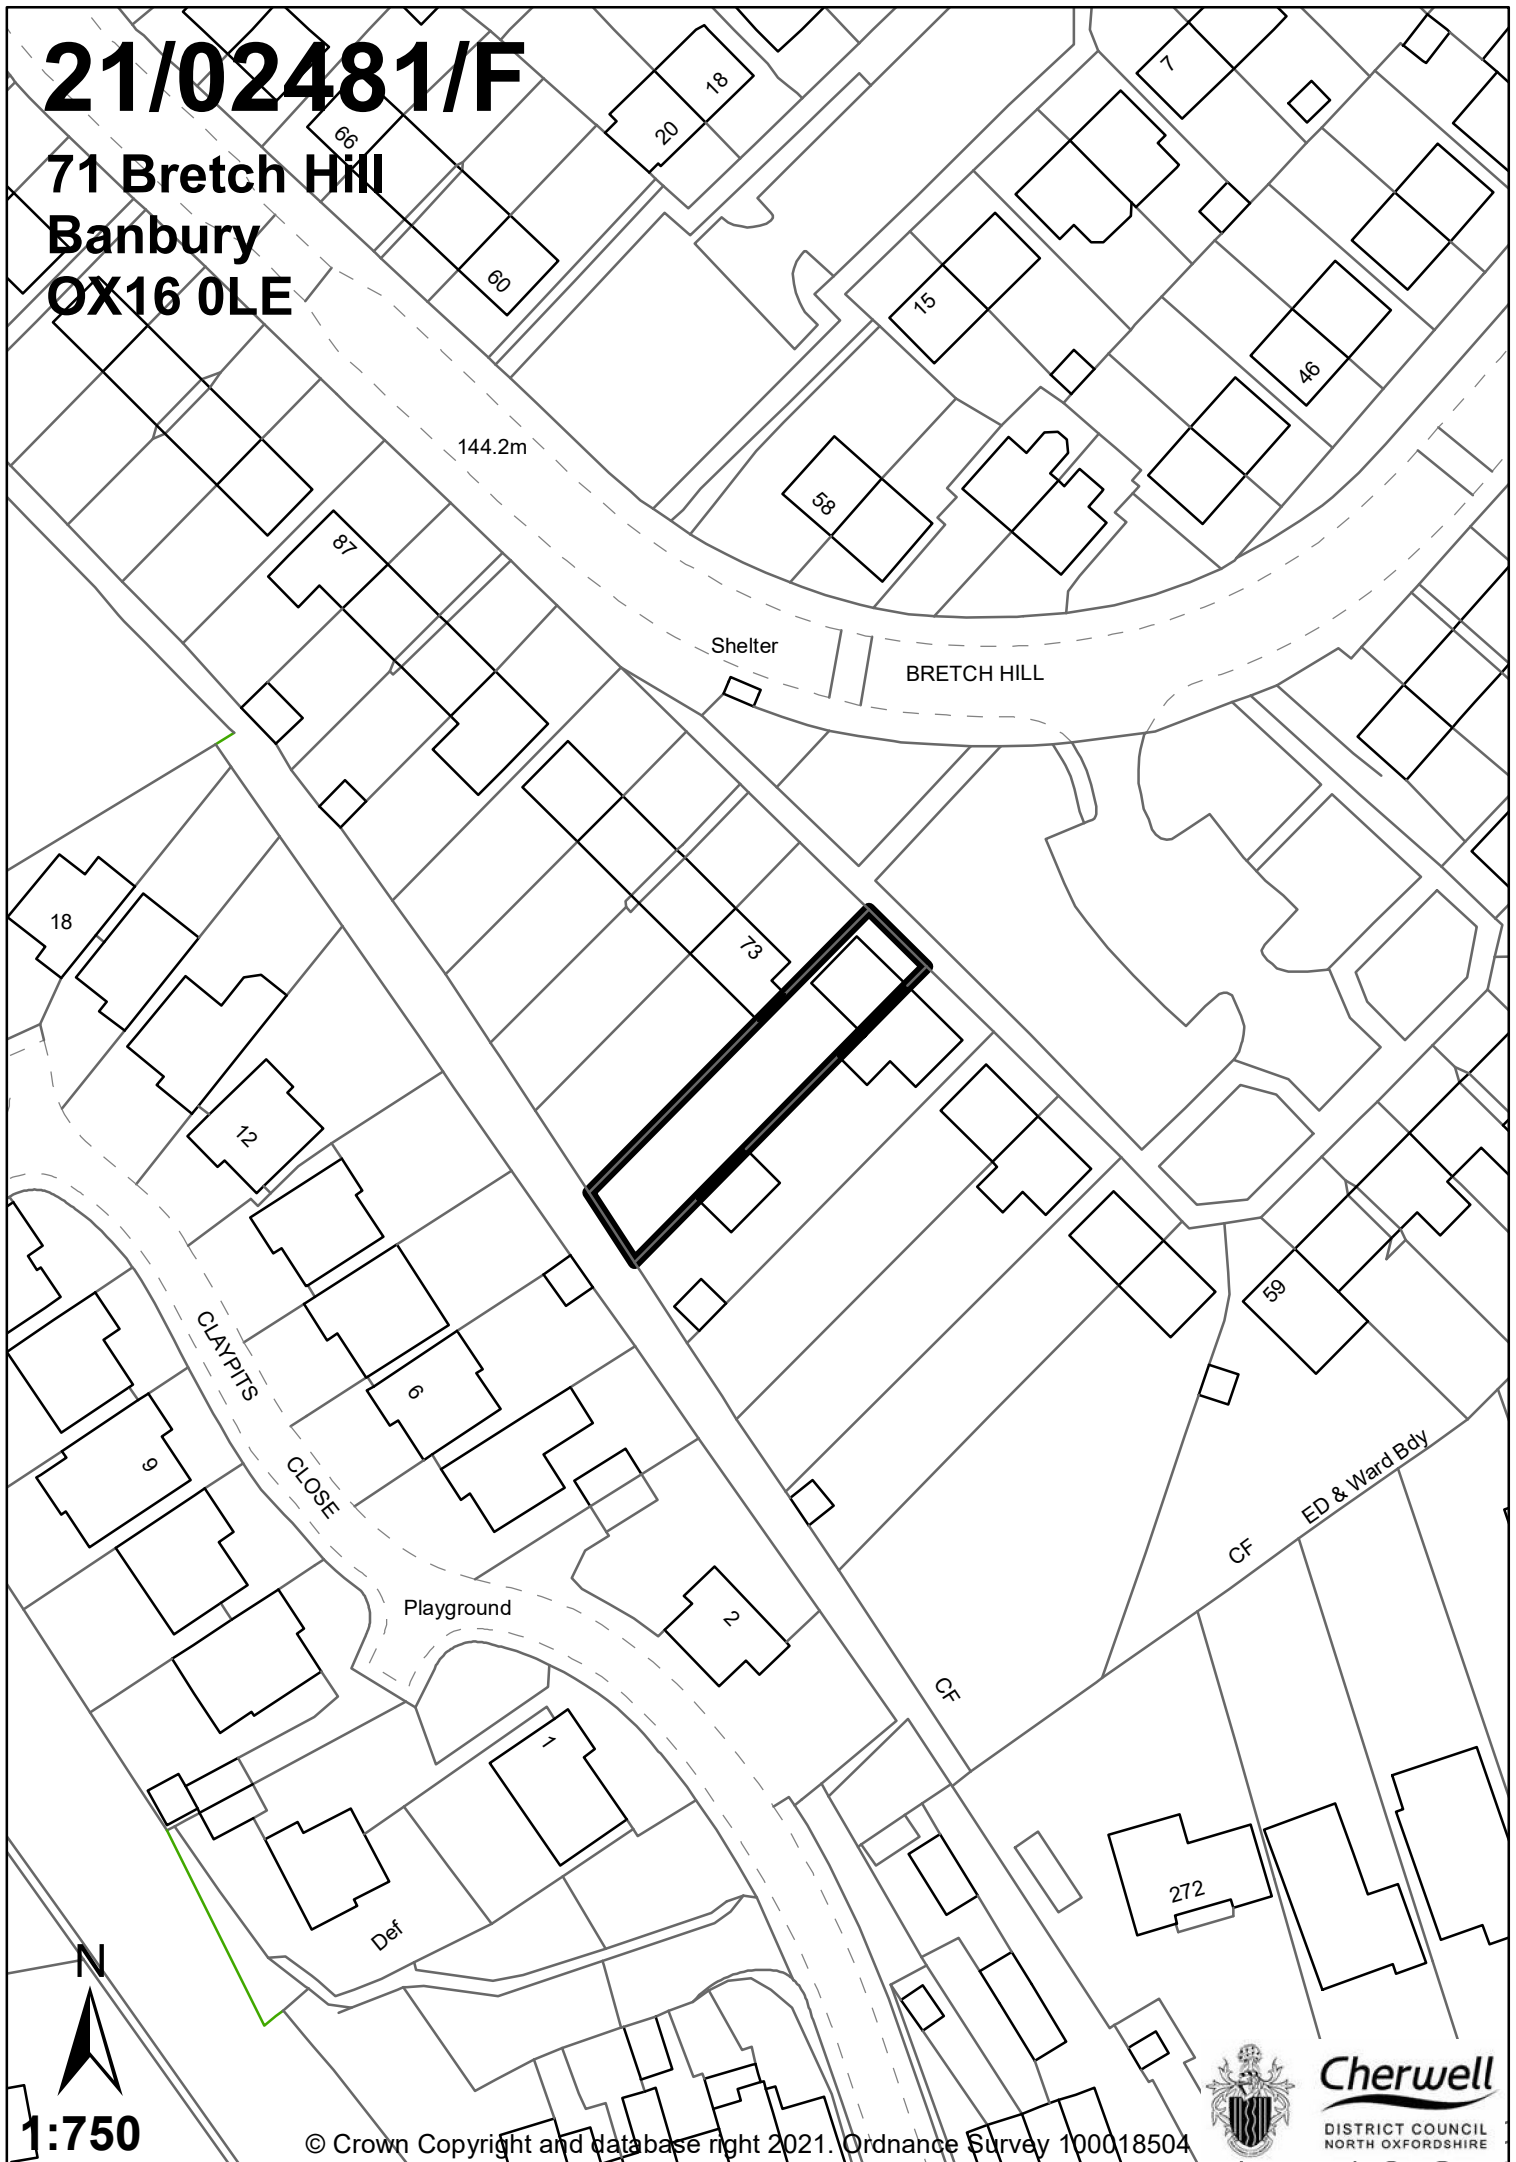 21/02481/F
71 Bretch Hill
Banbury
OX16 0LE
66
18
20
7
60
15
46
144.2m
58
87
Shelter
BRETCH HILL
18
73
12
59
CLAYPITS
CLOSE
6
9
ED & Ward Bdy
CF
Playground
2
CF
1
272
Def
N
1:750
© Crown Copyright and database right 2021. Ordnance Survey 100018504
Cherwell
DISTRICT COUNCIL
NORTH OXFORDSHIRE